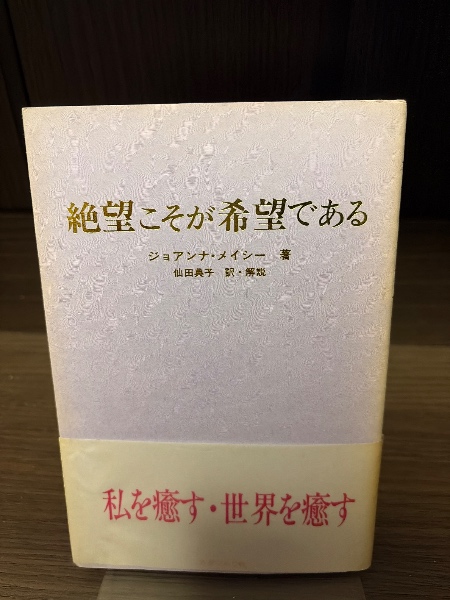 絶望こそが希望である
ジョアンナ・メイシー 著
仙田典子 訳・解説
私を癒す・世界を癒す